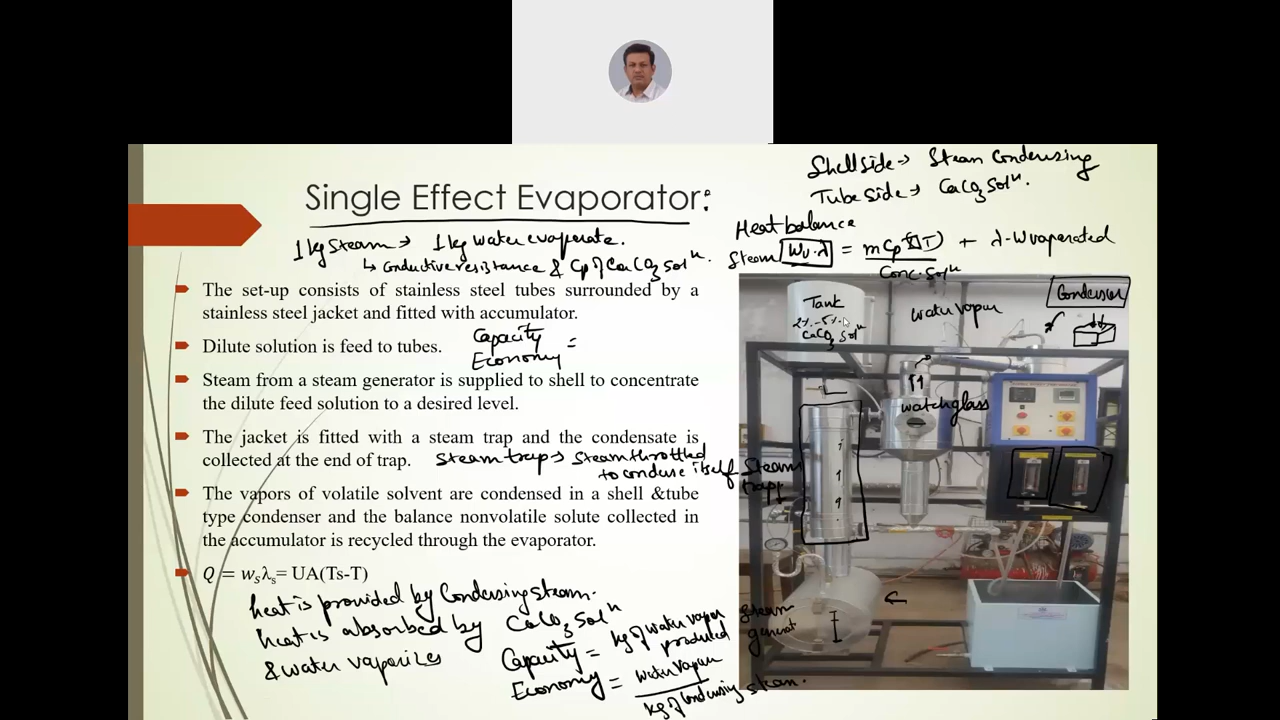 Shellside → Steam Condensing
Tube side → CaCO3 Solⁿ.
Single Effect Evaporator:
Heat balance
1 kg Steam → 1 kg water evaporate.
Steam Wv·λ = mCp(ΔT) + λ·Wvaperated
Conc. Solⁿ
↳ Conductive resistance & Cp of CaCO3 Solⁿ.
The set-up consists of stainless steel tubes surrounded by a
stainless steel jacket and fitted with accumulator.
Dilute solution is feed to tubes.
Capacity =
Economy
Steam from a steam generator is supplied to shell to concentrate
the dilute feed solution to a desired level.
The jacket is fitted with a steam trap and the condensate is
collected at the end of trap.
Steam trap → Steam throttled
to condense itself
The vapors of volatile solvent are condensed in a shell &tube
type condenser and the balance nonvolatile solute collected in
the accumulator is recycled through the evaporator.
Q = wₛλₛ= UA(Ts-T)
heat is provided by Condensing steam.
heat is absorbed by CaCO3 Solⁿ
& water vaporizes
Capacity = kg of water vapor
produced
Economy = water vapour
kg of Condensing steam.
Tank
2%-5%
CaCO3 Solⁿ
water vapur
Condenser
watchglass
Steam
trap
Steam
generat